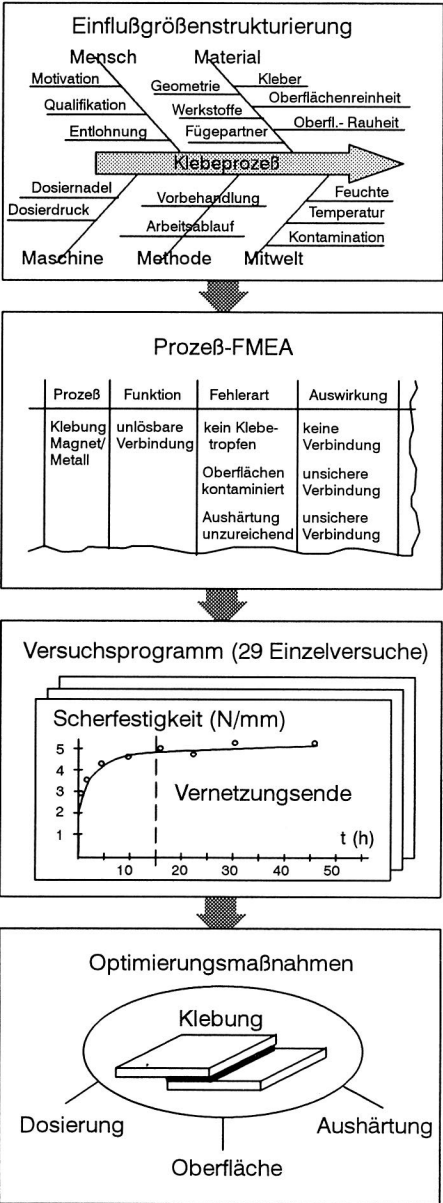 Einflußgrößenstrukturierung
Mensch Material
Motivation
Qualifikation
Entlohnung
Geometrie
Werkstoffe
Fügepartner
Kleber
Oberflächenreinheit
Oberfl.- Rauheit
Klebeprozeß
Dosiernadel
Dosierdruck
Vorbehandlung
Arbeitsablauf
Feuchte
Temperatur
Kontamination
Maschine Methode Mitwelt
Prozeß-FMEA
Prozeß Funktion Fehlerart Auswirkung
Klebung unlösbare kein Klebe- keine
Magnet/ Verbindung tropfen Verbindung
Metall
Oberflächen unsichere
kontaminiert Verbindung
Aushärtung unsichere
unzureichend Verbindung
Versuchsprogramm (29 Einzelversuche)
Scherfestigkeit (N/mm)
5
4
3
2
1
Vernetzungsende
t (h)
10 20 30 40 50
Optimierungsmaßnahmen
Klebung
Dosierung
Aushärtung
Oberfläche